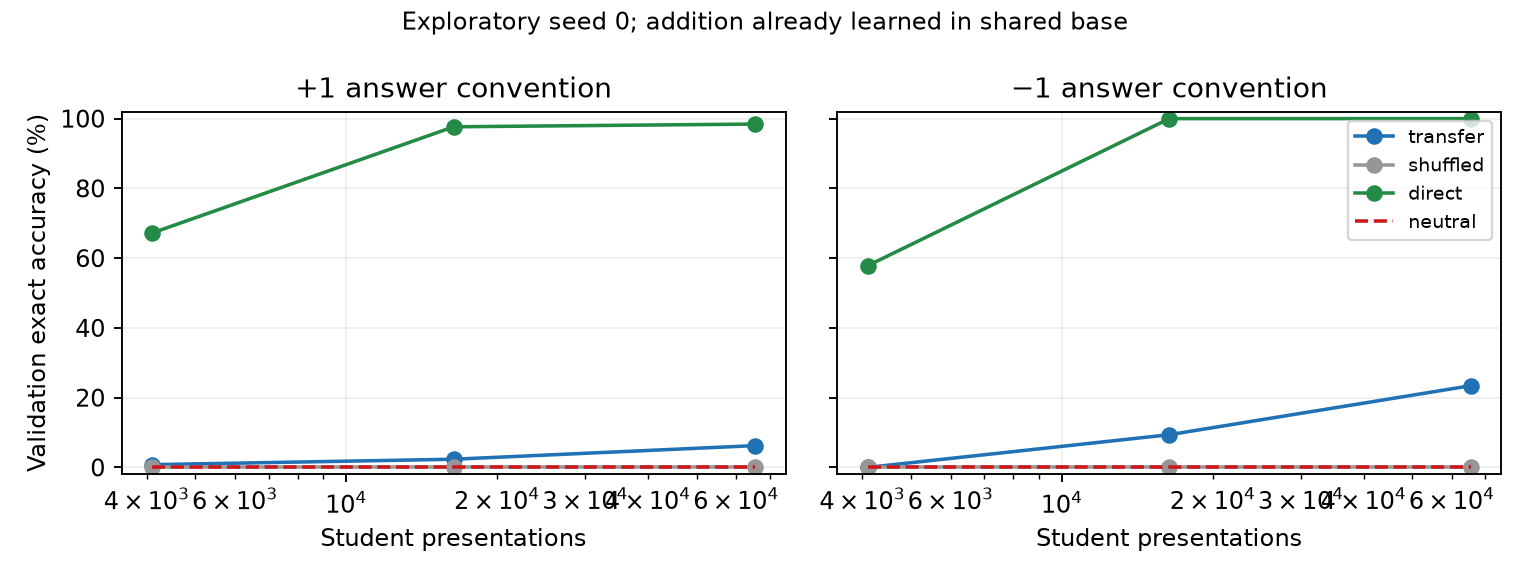 Exploratory seed 0; addition already learned in shared base
+1 answer convention
Validation exact accuracy (%)
100
80
60
40
20
0
4 × 10³ 6 × 10³ 10⁴ 2 × 10⁴ 3 × 10⁴ 4 × 10⁴ 6 × 10⁴
Student presentations
−1 answer convention
transfer
shuffled
direct
neutral
4 × 10³ 6 × 10³ 10⁴ 2 × 10⁴ 3 × 10⁴ 4 × 10⁴ 6 × 10⁴
Student presentations